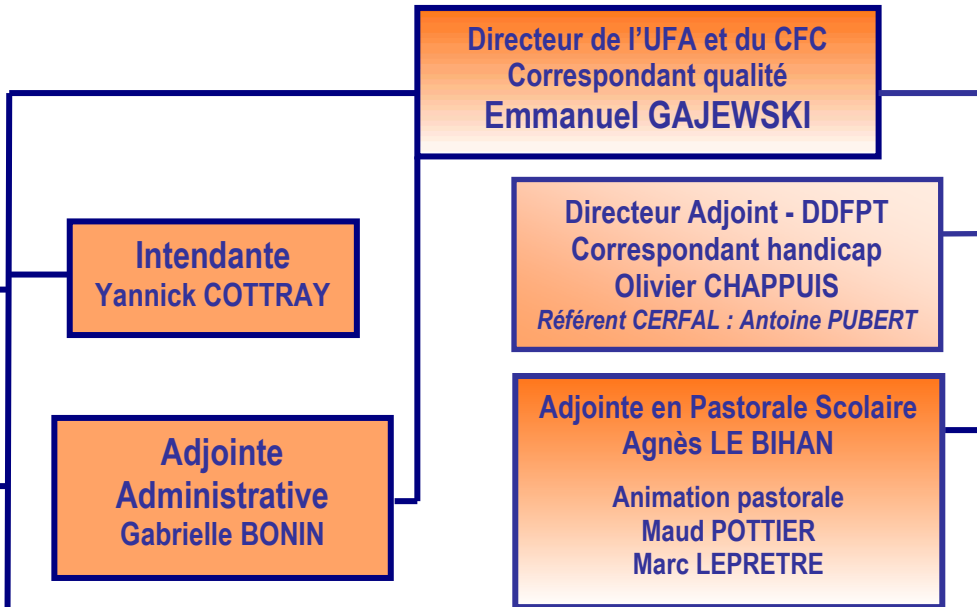 Directeur de l'UFA et du CFC
Correspondant qualité
Emmanuel GAJEWSKI
Directeur Adjoint - DDFPT
Correspondant handicap
Olivier CHAPPUIS
Référent CERFAL : Antoine PUBERT
Intendante
Yannick COTTRAY
Adjointe en Pastorale Scolaire
Agnès LE BIHAN
Animation pastorale
Maud POTTIER
Marc LEPRETRE
Adjointe
Administrative
Gabrielle BONIN